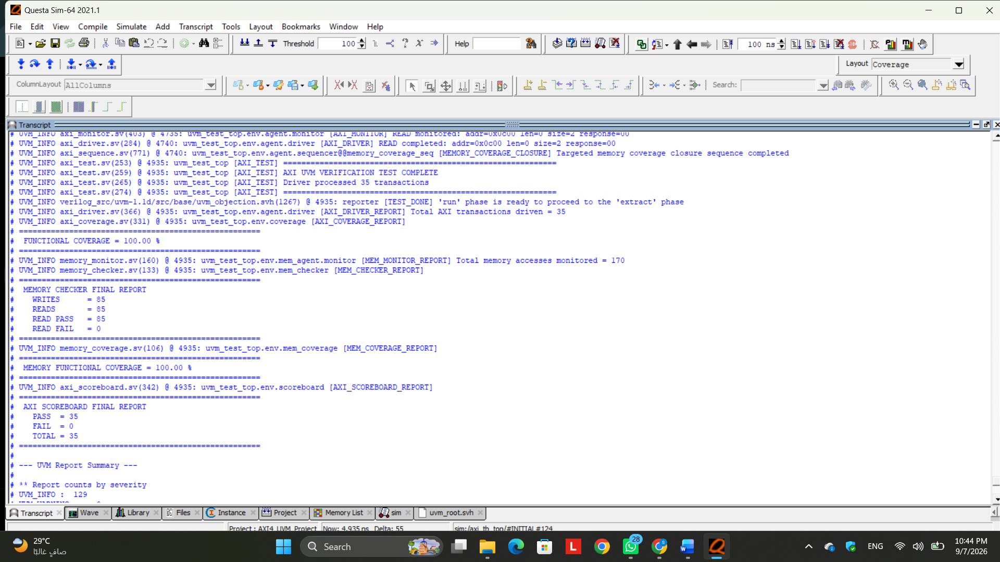 Questa Sim-64 2021.1
File Edit View Compile Simulate Add Transcript Tools Layout Bookmarks Window Help
Threshold 100 Help 100 ns
Layout Coverage
ColumnLayout AllColumns Search:
Transcript
# UVM_INFO axi_monitor.sv(403) @ 4735: uvm_test_top.env.agent.monitor [AXI_MONITOR] READ monitored: addr=0x0c00 len=0 size=2 response=00
# UVM_INFO axi_driver.sv(284) @ 4740: uvm_test_top.env.agent.driver [AXI_DRIVER] READ completed: addr=0x0c00 len=0 size=2 response=00
# UVM_INFO axi_sequence.sv(771) @ 4740: uvm_test_top.env.agent.sequencer@@memory_coverage_seq [MEMORY_COVERAGE_CLOSURE] Targeted memory coverage closure sequence completed
# UVM_INFO axi_test.sv(253) @ 4935: uvm_test_top [AXI_TEST] ============================================================
# UVM_INFO axi_test.sv(259) @ 4935: uvm_test_top [AXI_TEST] AXI UVM VERIFICATION TEST COMPLETE
# UVM_INFO axi_test.sv(265) @ 4935: uvm_test_top [AXI_TEST] Driver processed 35 transactions
# UVM_INFO axi_test.sv(274) @ 4935: uvm_test_top [AXI_TEST] ============================================================
# UVM_INFO verilog_src/uvm-1.1d/src/base/uvm_objection.svh(1267) @ 4935: reporter [TEST_DONE] 'run' phase is ready to proceed to the 'extract' phase
# UVM_INFO axi_driver.sv(366) @ 4935: uvm_test_top.env.agent.driver [AXI_DRIVER_REPORT] Total AXI transactions driven = 35
# UVM_INFO axi_coverage.sv(331) @ 4935: uvm_test_top.env.coverage [AXI_COVERAGE_REPORT]
# =====================================================
#  FUNCTIONAL COVERAGE = 100.00 %
# =====================================================
# UVM_INFO memory_monitor.sv(160) @ 4935: uvm_test_top.env.mem_agent.monitor [MEM_MONITOR_REPORT] Total memory accesses monitored = 170
# UVM_INFO memory_checker.sv(133) @ 4935: uvm_test_top.env.mem_checker [MEM_CHECKER_REPORT]
# =====================================================
#  MEMORY CHECKER FINAL REPORT
#    WRITES      = 85
#    READS       = 85
#    READ PASS   = 85
#    READ FAIL   = 0
# =====================================================
# UVM_INFO memory_coverage.sv(106) @ 4935: uvm_test_top.env.mem_coverage [MEM_COVERAGE_REPORT]
# =====================================================
#  MEMORY FUNCTIONAL COVERAGE = 100.00 %
# =====================================================
# UVM_INFO axi_scoreboard.sv(342) @ 4935: uvm_test_top.env.scoreboard [AXI_SCOREBOARD_REPORT]
# =====================================================
#  AXI SCOREBOARD FINAL REPORT
#    PASS  = 35
#    FAIL  = 0
#    TOTAL = 35
# =====================================================
#
# --- UVM Report Summary ---
#
# ** Report counts by severity
# UVM_INFO :  129
Transcript Wave Library Files Instance Project Memory List sim uvm_root.svh
Project : AXI4_UVM_Project Now: 4,935 ns Delta: 55 sim:/axi_tb_top/#INITIAL#124
29°C
صافٍ غالبًا
Search
28
ENG
10:44 PM
9/7/2026